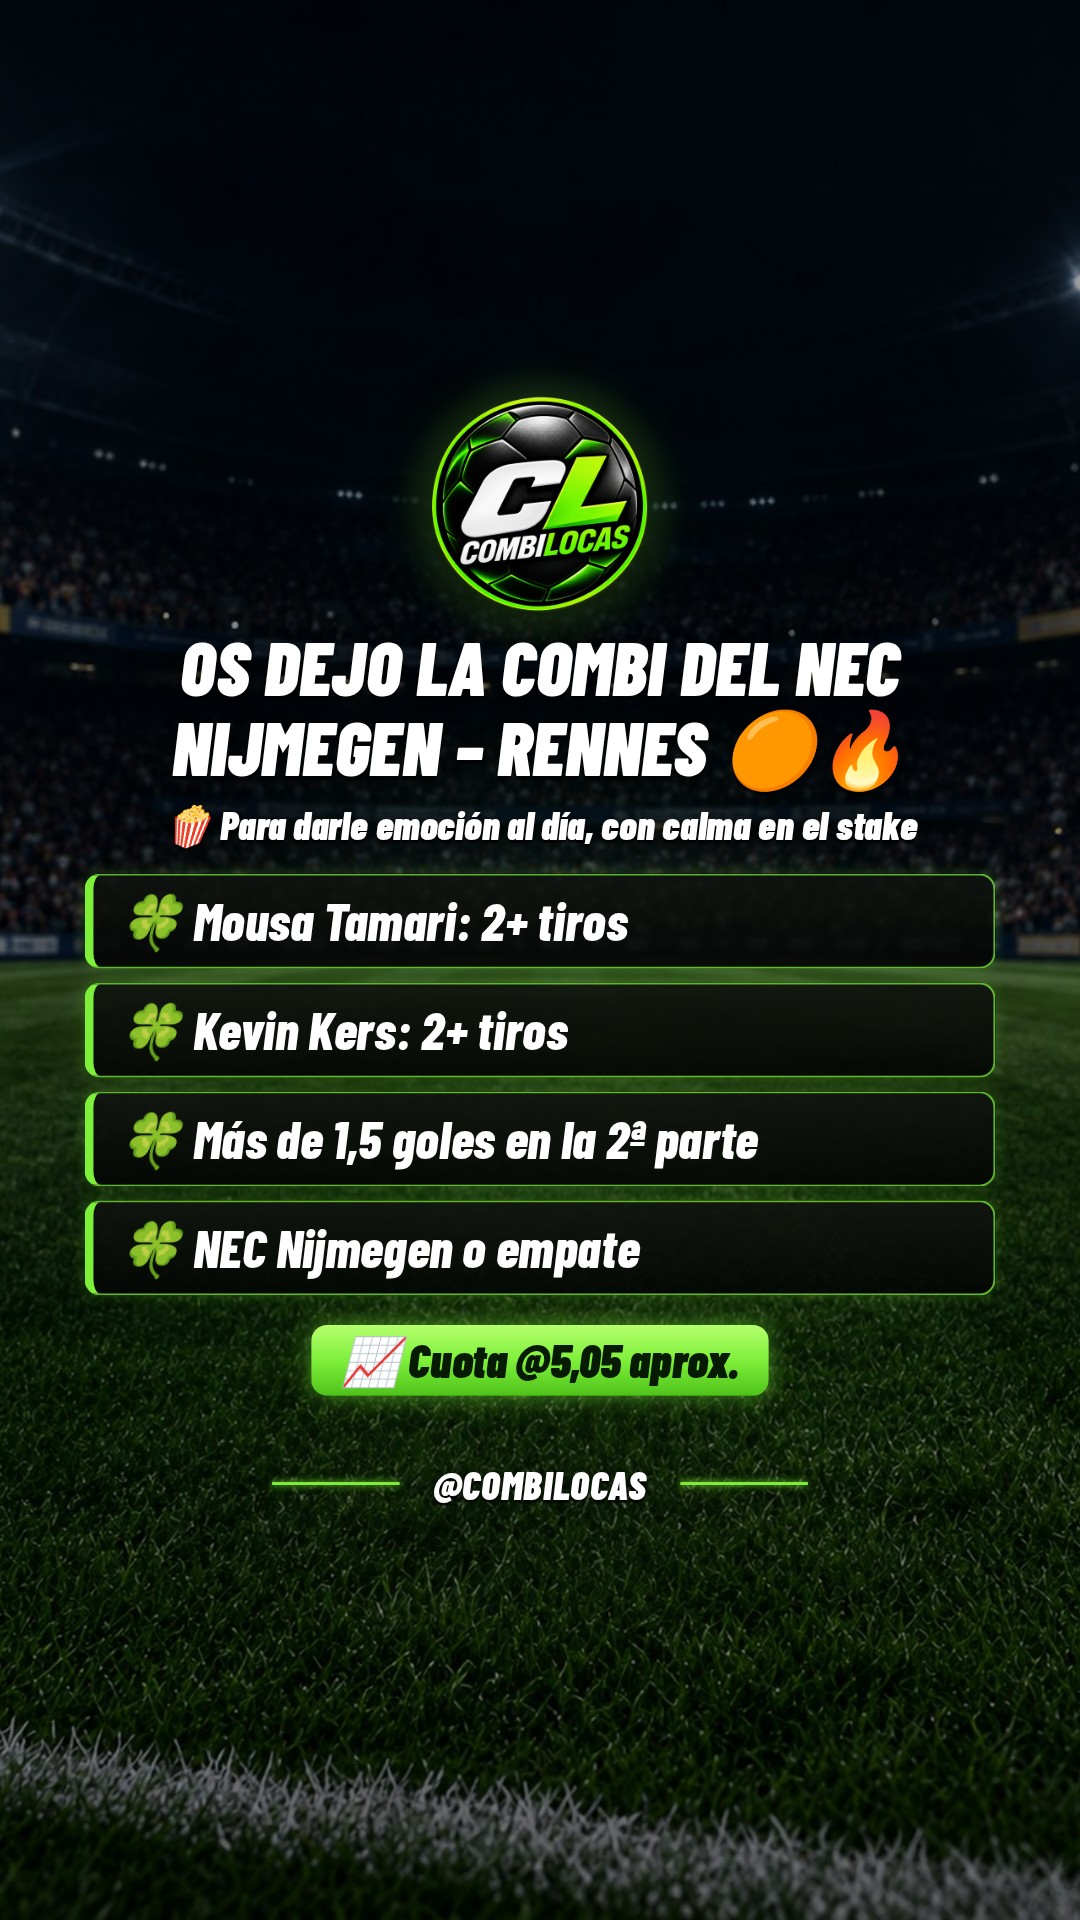 CL
COMBILOCAS
OS DEJO LA COMBI DEL NEC
NIJMEGEN – RENNES 🟠🔥
🍿 Para darle emoción al día, con calma en el stake
🍀 Mousa Tamari: 2+ tiros
🍀 Kevin Kers: 2+ tiros
🍀 Más de 1,5 goles en la 2ª parte
🍀 NEC Nijmegen o empate
📈 Cuota @5,05 aprox.
@COMBILOCAS